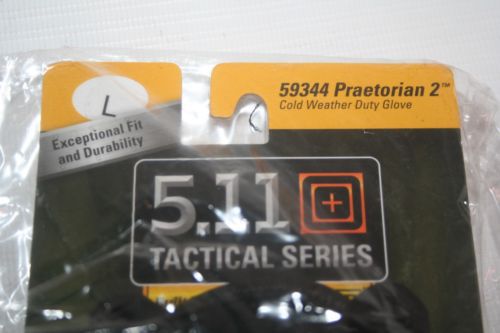 L
59344 Praetorian 2™
Cold Weather Duty Glove
Exceptional Fit
and Durability
5.11
TACTICAL SERIES